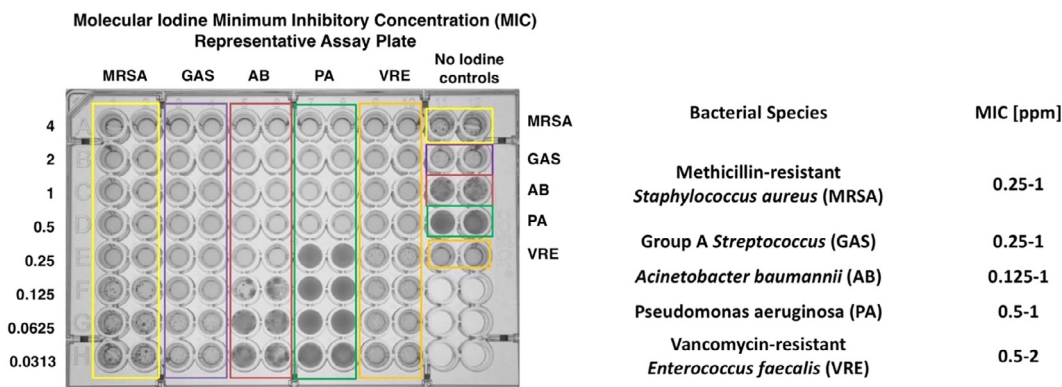 Molecular Iodine Minimum Inhibitory Concentration (MIC)
Representative Assay Plate
No Iodine
controls
MRSA GAS AB PA VRE
4
2
1
0.5
0.25
0.125
0.0625
0.0313
MRSA
GAS
AB
PA
VRE
Bacterial Species MIC [ppm]
Methicillin-resistant
Staphylococcus aureus (MRSA) 0.25-1
Group A Streptococcus (GAS) 0.25-1
Acinetobacter baumannii (AB) 0.125-1
Pseudomonas aeruginosa (PA) 0.5-1
Vancomycin-resistant
Enterococcus faecalis (VRE) 0.5-2